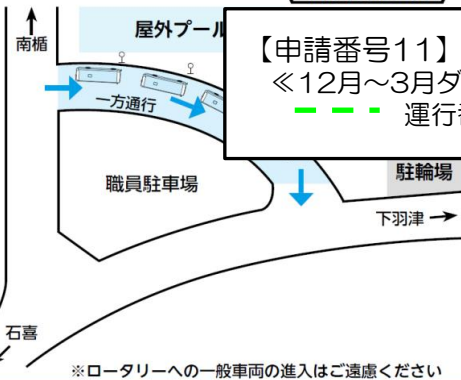 南楯
屋外プール
【申請番号11】
≪12月～3月ダ
運行
一方通行
職員駐車場
駐輪場
下羽津
石喜
※ロータリーへの一般車両の進入はご遠慮ください